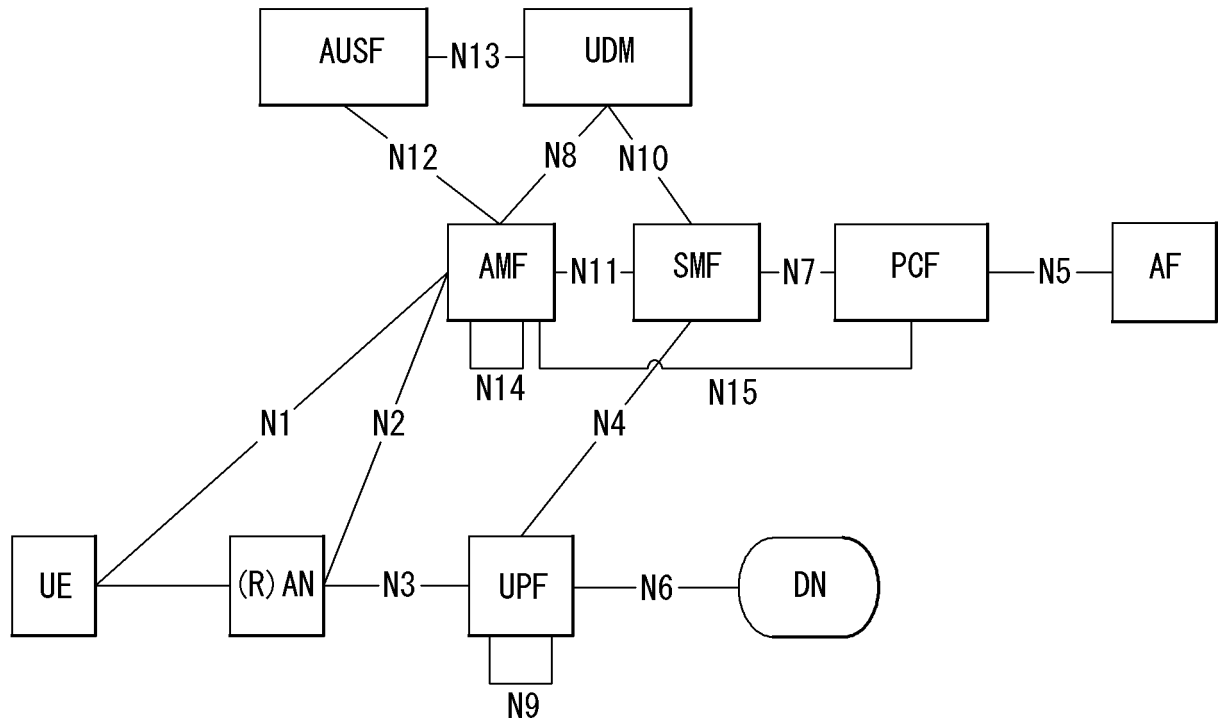 AUSF N13 UDM
N12 N8 N10
AMF N11 SMF N7 PCF N5 AF
N14 N15
N1 N2 N4
UE (R)AN N3 UPF N6 DN
N9